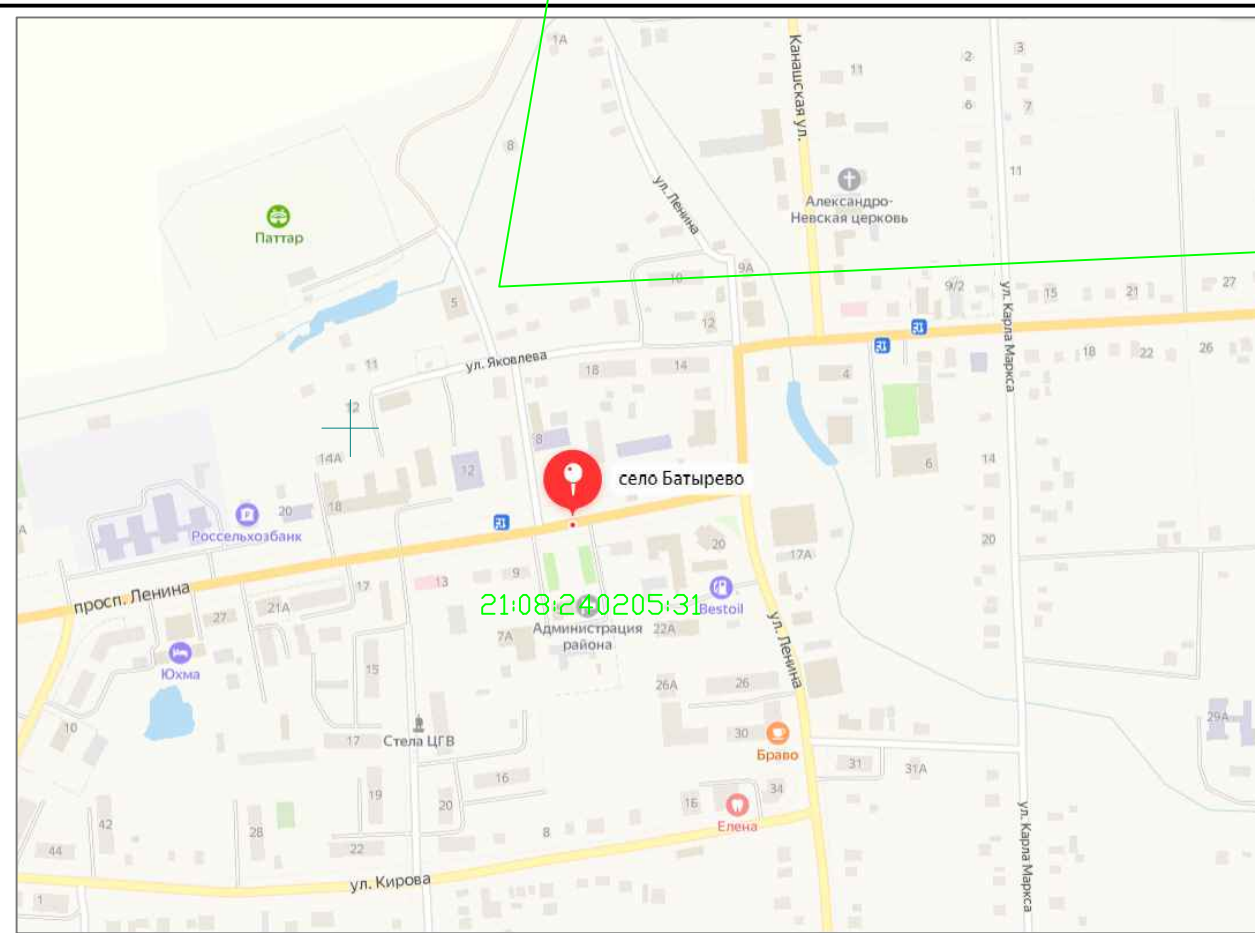 1А
Канашская ул.
11
2
3
6
7
8
11
ул. Ленина
Александро-
Невская церковь
Паттар
9А
10
9/2
15
21
27
5
12
ул. Карла Маркса
11
ул. Яковлева
18
14
4
18
22
26
12
8
14А
12
6
14
село Батырево
18
20
Россельхозбанк
А
20
17А
20
просп. Ленина
17
13
9
21А
27
21:08:240205:31
Bestoil
Администрация
района
7А
22А
ул. Ленина
Юхма
15
26А
26
10
17
Стела ЦГВ
30
Браво
29А
31
31А
16
19
20
16
34
Елена
42
28
8
44
22
ул. Карла Маркса
ул. Кирова
1